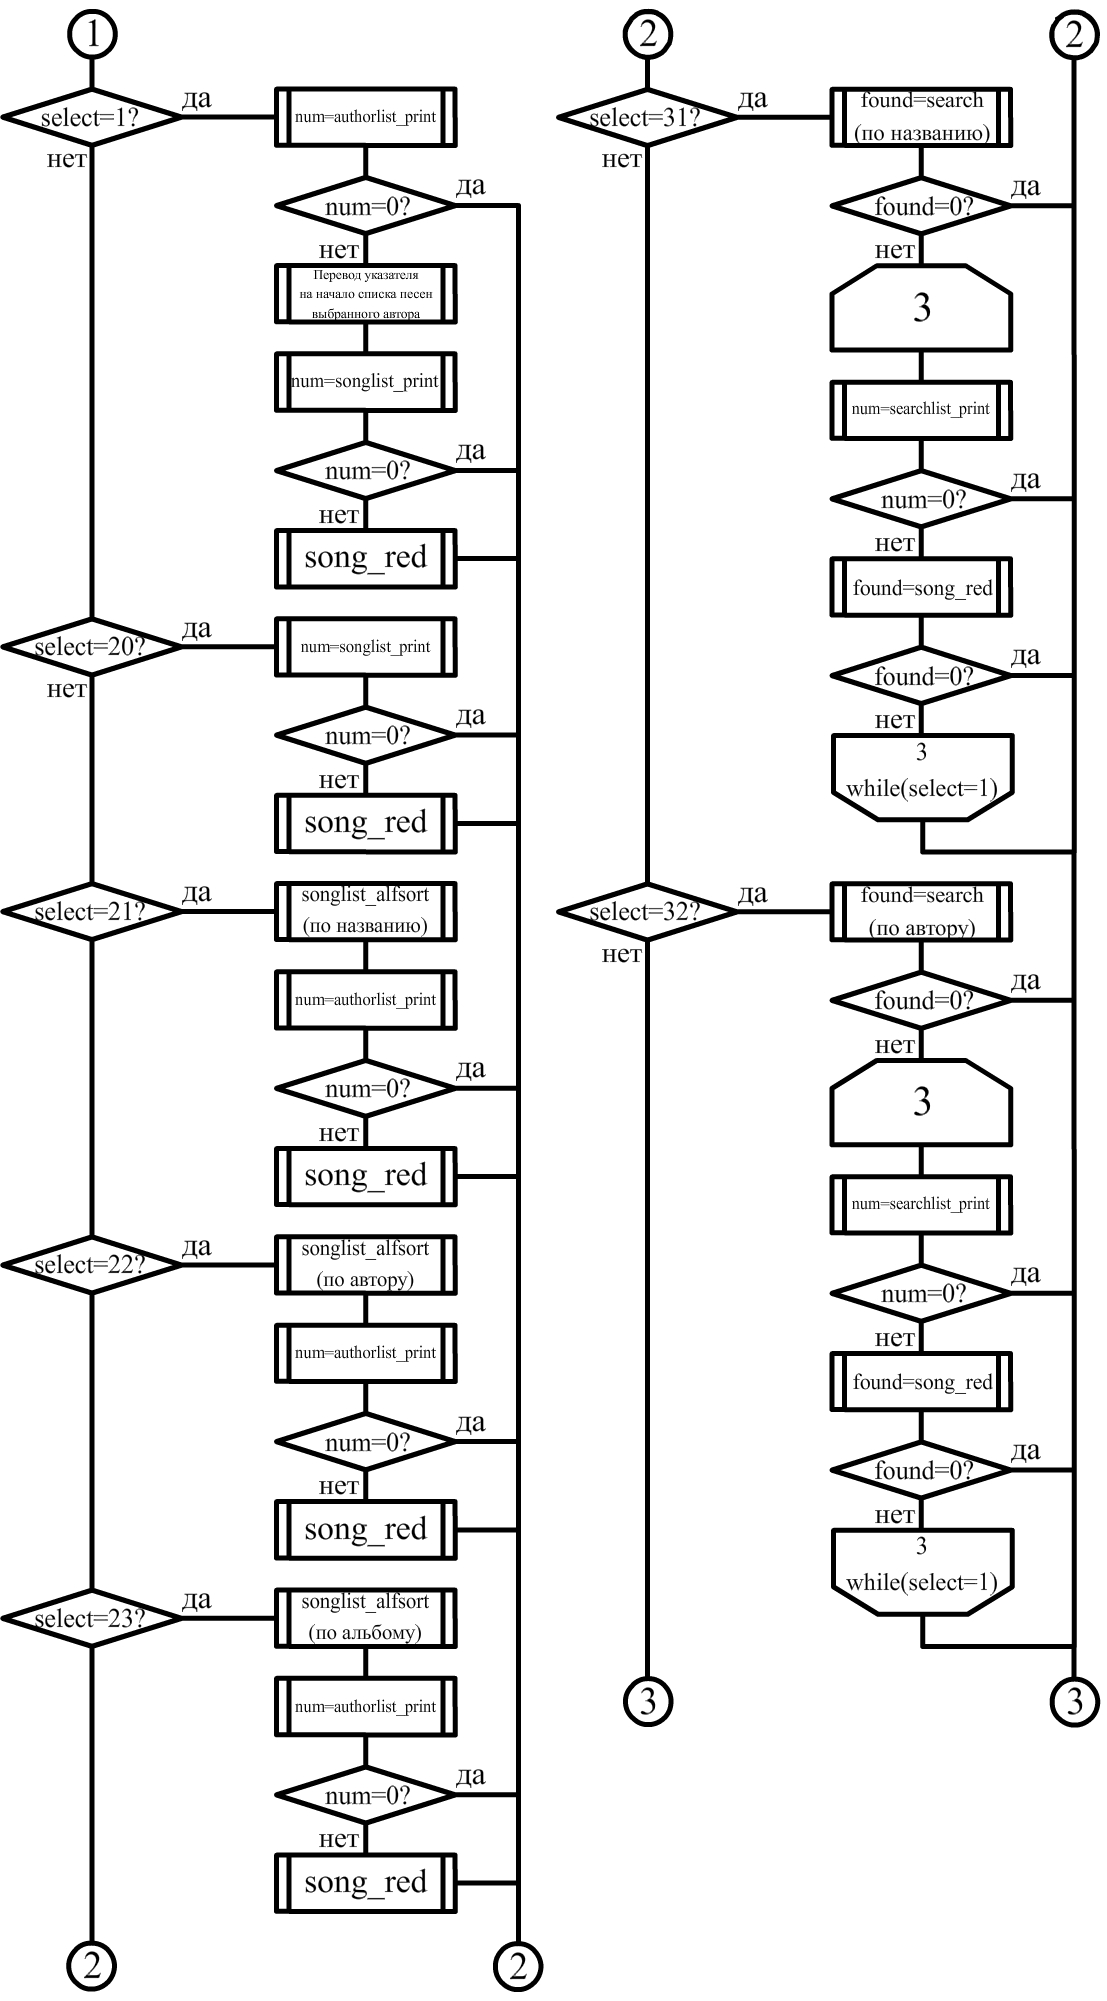 1
select=1?
да
нет
num=authorlist_print
num=0?
да
нет
Перевод указателя
на начало списка песен
выбранного автора
num=songlist_print
num=0?
да
нет
song_red
select=20?
да
нет
num=songlist_print
num=0?
да
нет
song_red
select=21?
да
songlist_alfsort
(по названию)
num=authorlist_print
num=0?
да
нет
song_red
select=22?
да
songlist_alfsort
(по автору)
num=authorlist_print
num=0?
да
нет
song_red
select=23?
да
songlist_alfsort
(по альбому)
num=authorlist_print
num=0?
да
нет
song_red
2
2
2
2
select=31?
да
нет
found=search
(по названию)
found=0?
да
нет
3
num=searchlist_print
num=0?
да
нет
found=song_red
found=0?
да
нет
3
while(select=1)
select=32?
да
нет
found=search
(по автору)
found=0?
да
нет
3
num=searchlist_print
num=0?
да
нет
found=song_red
found=0?
да
нет
3
while(select=1)
3
3